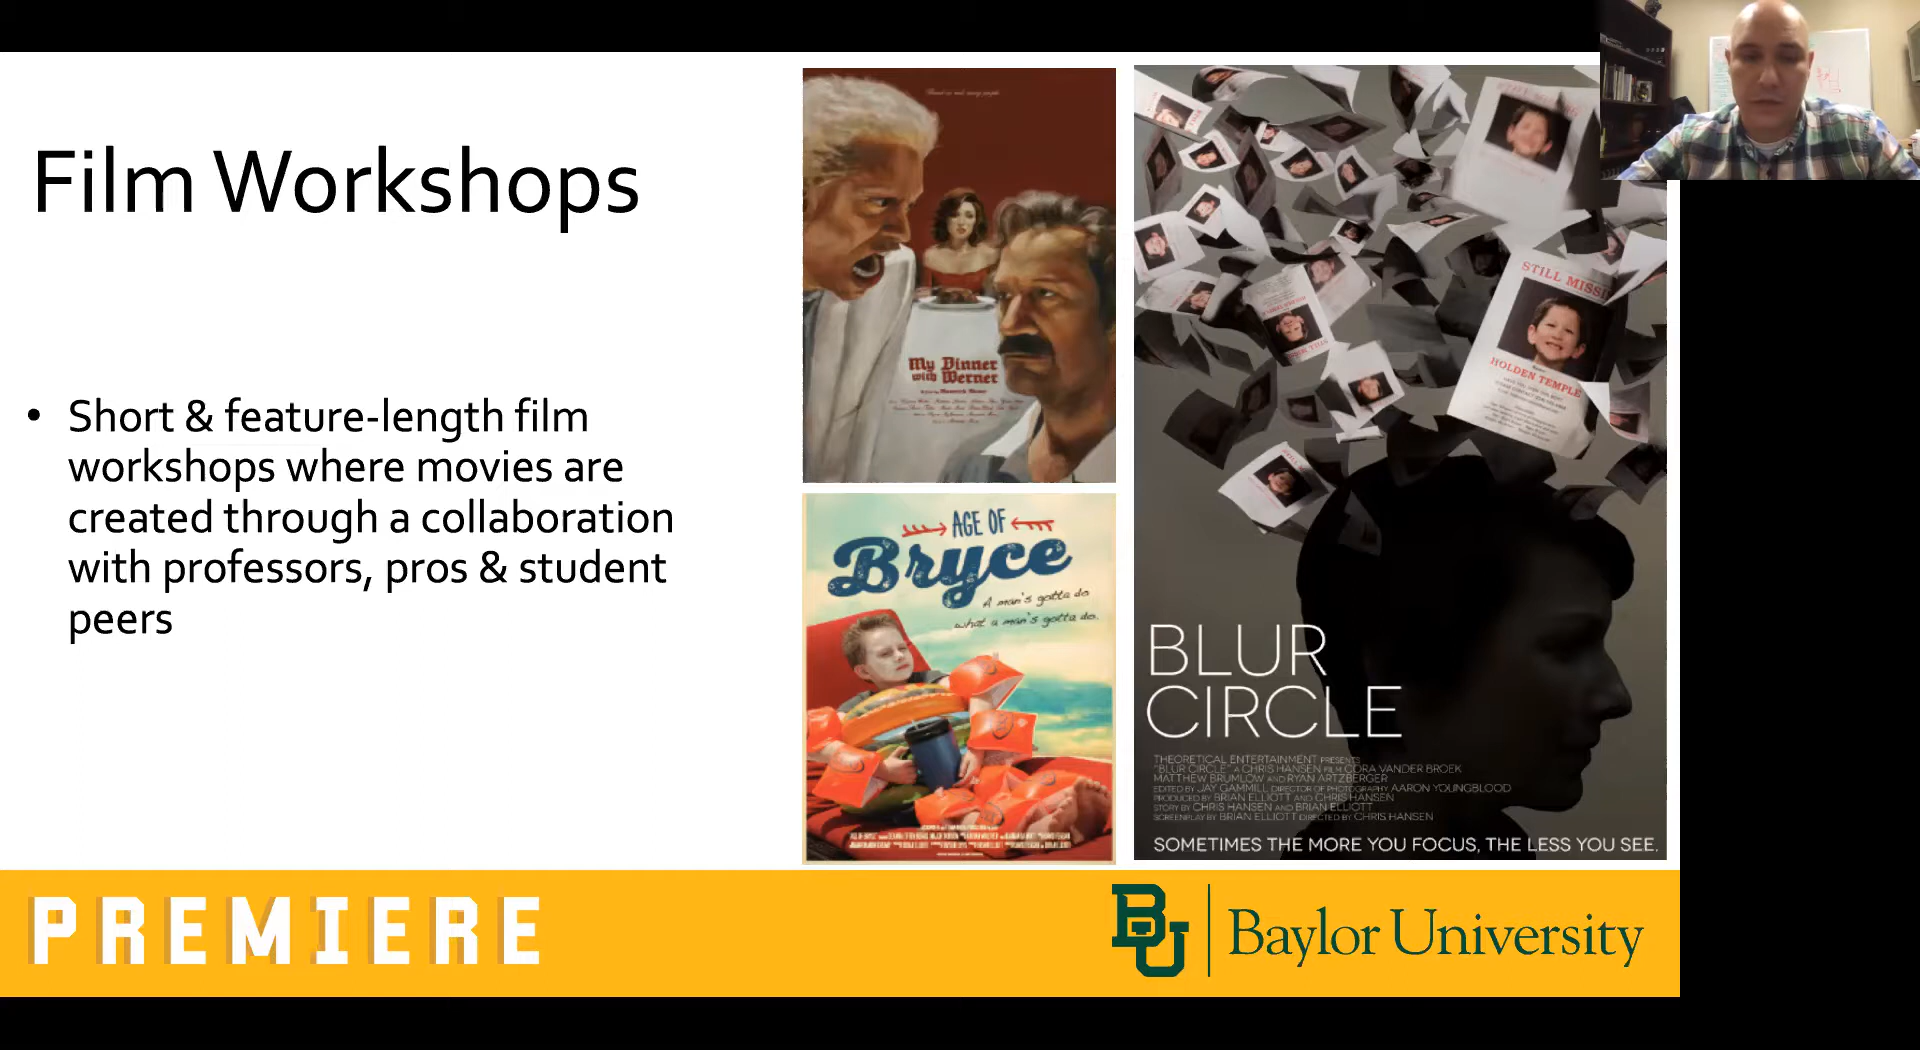 Film Workshops
• Short & feature-length film
workshops where movies are
created through a collaboration
with professors, pros & student
peers
My Dinner
with Werner
AGE OF
Bryce
A man's gotta do
what a man's gotta do.
STILL MISSI
HOLDEN TEMPLE
BLUR
CIRCLE
THEORETICAL ENTERTAINMENT PRESENTS
"BLUR CIRCLE" A CHRIS HANSEN FILM CORA VANDER BROEK
MATTHEW BRUMLOW AND RYAN ARTZBERGER
EDITED BY JAY GAMMILL DIRECTOR OF PHOTOGRAPHY AARON YOUNGBLOOD
PRODUCED BY BRIAN ELLIOTT AND CHRIS HANSEN
STORY BY CHRIS HANSEN AND BRIAN ELLIOTT
SCREENPLAY BY BRIAN ELLIOTT DIRECTED BY CHRIS HANSEN
SOMETIMES THE MORE YOU FOCUS, THE LESS YOU SEE.
PREMIERE
BU Baylor University